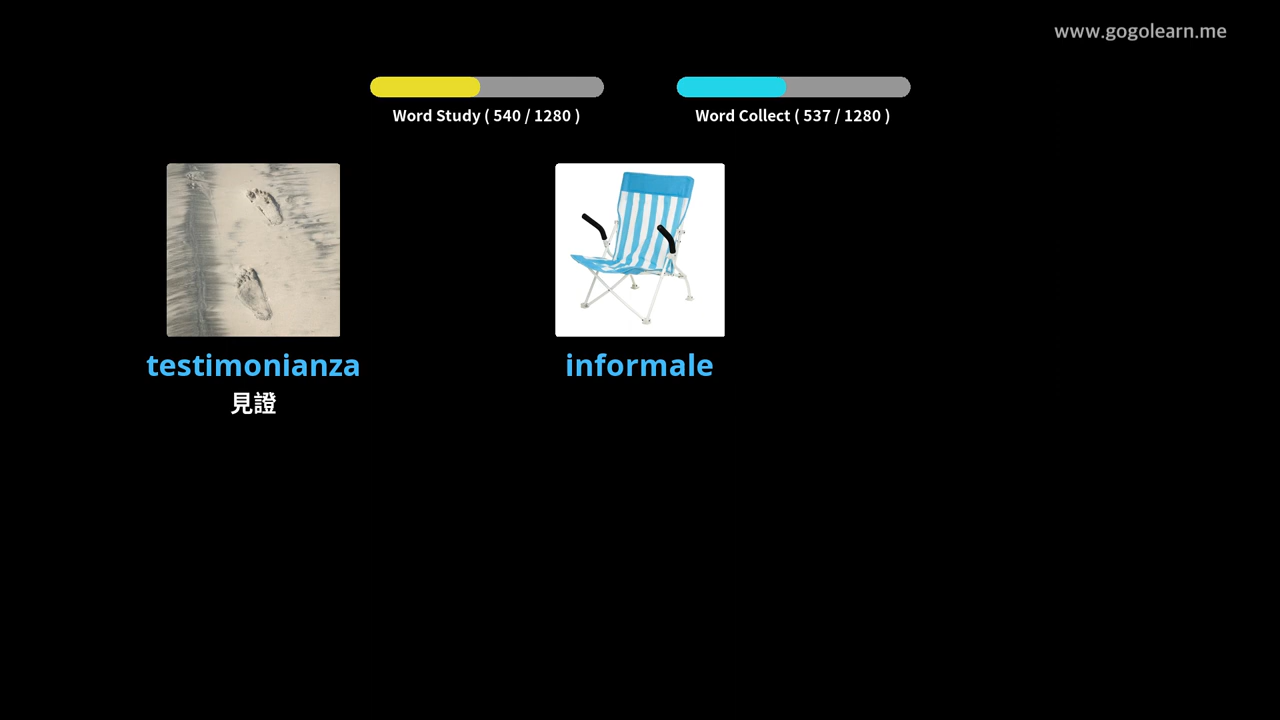 www.gogolearn.me
Word Study ( 540 / 1280 )
Word Collect ( 537 / 1280 )
testimonianza
見證
informale